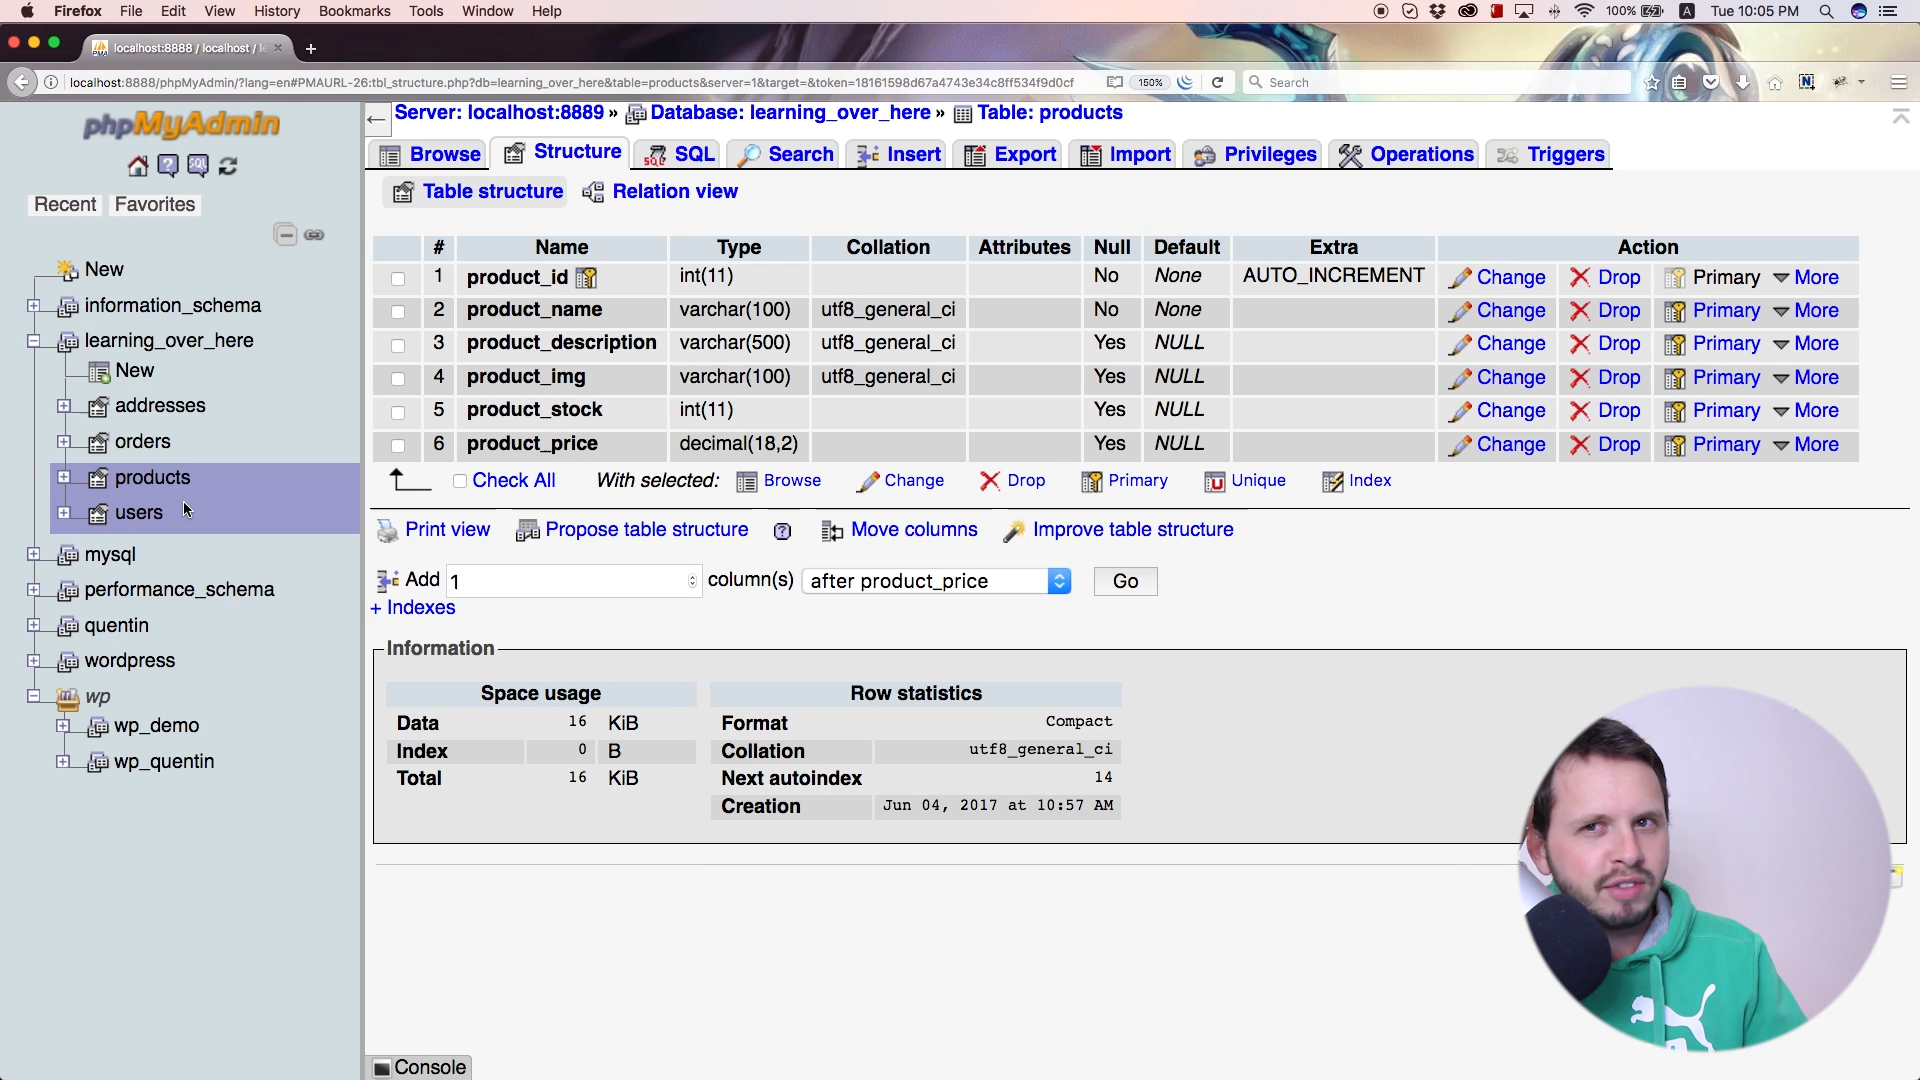 Firefox File Edit View History Bookmarks Tools Window Help 100% A Tue 10:05 PM
localhost:8888 / localhost / l
localhost:8888/phpMyAdmin/?lang=en#PMAURL-26:tbl_structure.php?db=learning_over_here&table=products&server=1&target=&token=18161598d67a4743e34c8ff534f9d0cf 150% Search
phpMyAdmin
Recent Favorites
New
information_schema
learning_over_here
New
addresses
orders
products
users
mysql
performance_schema
quentin
wordpress
wp
wp_demo
wp_quentin
Server: localhost:8889 » Database: learning_over_here » Table: products
Browse Structure SQL Search Insert Export Import Privileges Operations Triggers
Table structure Relation view
# Name Type Collation Attributes Null Default Extra Action
1 product_id int(11) No None AUTO_INCREMENT Change Drop Primary More
2 product_name varchar(100) utf8_general_ci No None Change Drop Primary More
3 product_description varchar(500) utf8_general_ci Yes NULL Change Drop Primary More
4 product_img varchar(100) utf8_general_ci Yes NULL Change Drop Primary More
5 product_stock int(11) Yes NULL Change Drop Primary More
6 product_price decimal(18,2) Yes NULL Change Drop Primary More
Check All With selected: Browse Change Drop Primary Unique Index
Print view Propose table structure Move columns Improve table structure
Add 1 column(s) after product_price Go
+ Indexes
Information
Space usage
Data 16 KiB
Index 0 B
Total 16 KiB
Row statistics
Format Compact
Collation utf8_general_ci
Next autoindex 14
Creation Jun 04, 2017 at 10:57 AM
Console